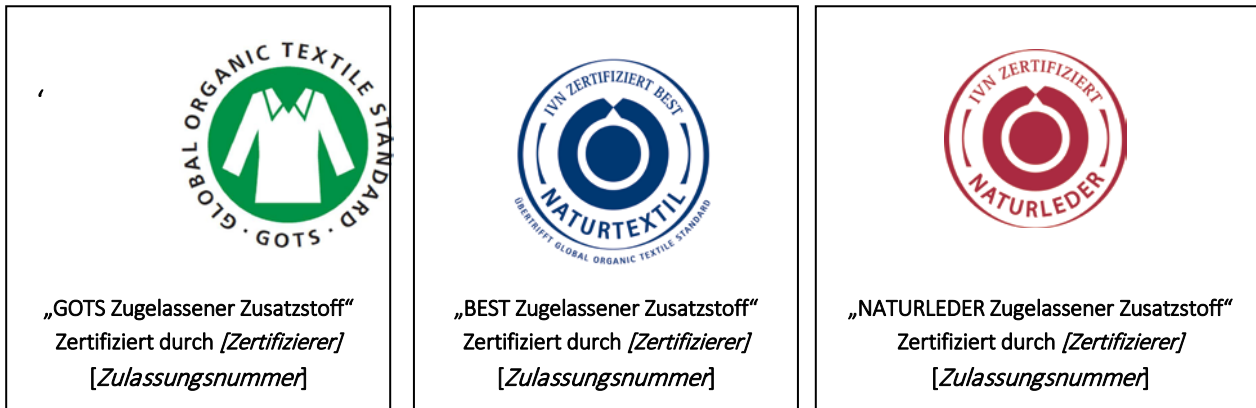 ‘
GLOBAL ORGANIC TEXTILE STANDARD · GOTS ·
„GOTS Zugelassener Zusatzstoff“
Zertifiziert durch [Zertifizierer]
[Zulassungsnummer]
IVN ZERTIFIZIERT BEST
NATURTEXTIL
ÜBERTRIFFT GLOBAL ORGANIC TEXTILE STANDARD
„BEST Zugelassener Zusatzstoff“
Zertifiziert durch [Zertifizierer]
[Zulassungsnummer]
IVN ZERTIFIZIERT
NATURLEDER
„NATURLEDER Zugelassener Zusatzstoff“
Zertifiziert durch [Zertifizierer]
[Zulassungsnummer]